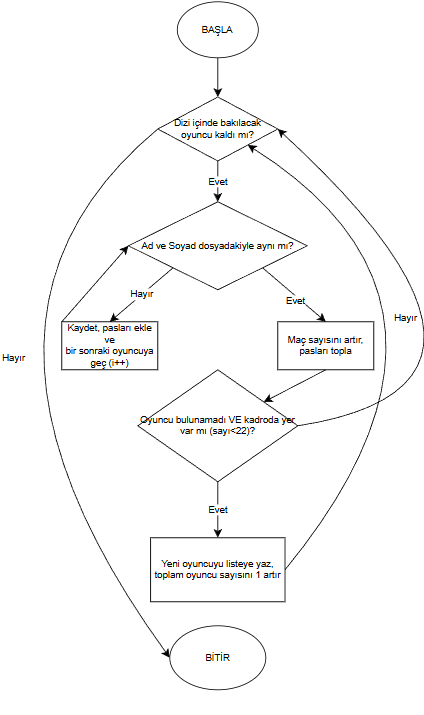 BAŞLA
Dizi içinde bakılacak
oyuncu kaldı mı?
Evet
Ad ve Soyad dosyadakiyle aynı mı?
Hayır
Evet
Kaydet, pasları ekle
ve
bir sonraki oyuncuya
geç (i++)
Maç sayısını artır,
pasları topla
Hayır
Hayır
Oyuncu bulunamadı VE kadroda yer
var mı (sayı<22)?
Evet
Yeni oyuncuyu listeye yaz,
toplam oyuncu sayısını 1 artır
BİTİR